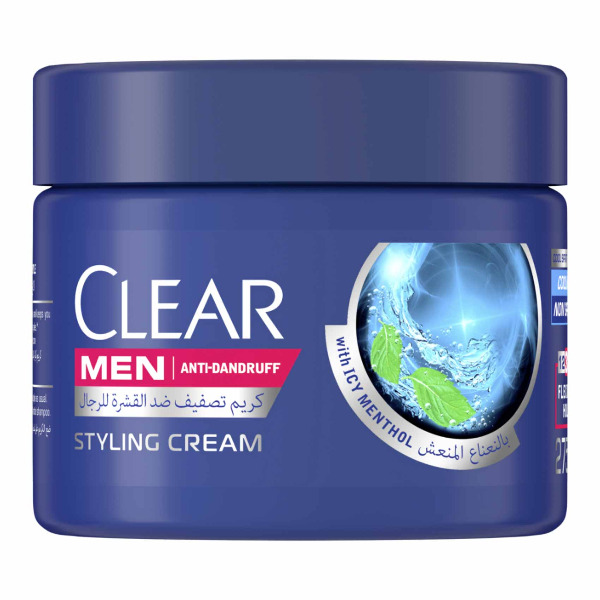 CLEAR
MEN | ANTI-DANDRUFF
كريم تصفيف ضد القشرة للرجال
STYLING CREAM
with ICY MENTHOL
بالنعناع المنعش